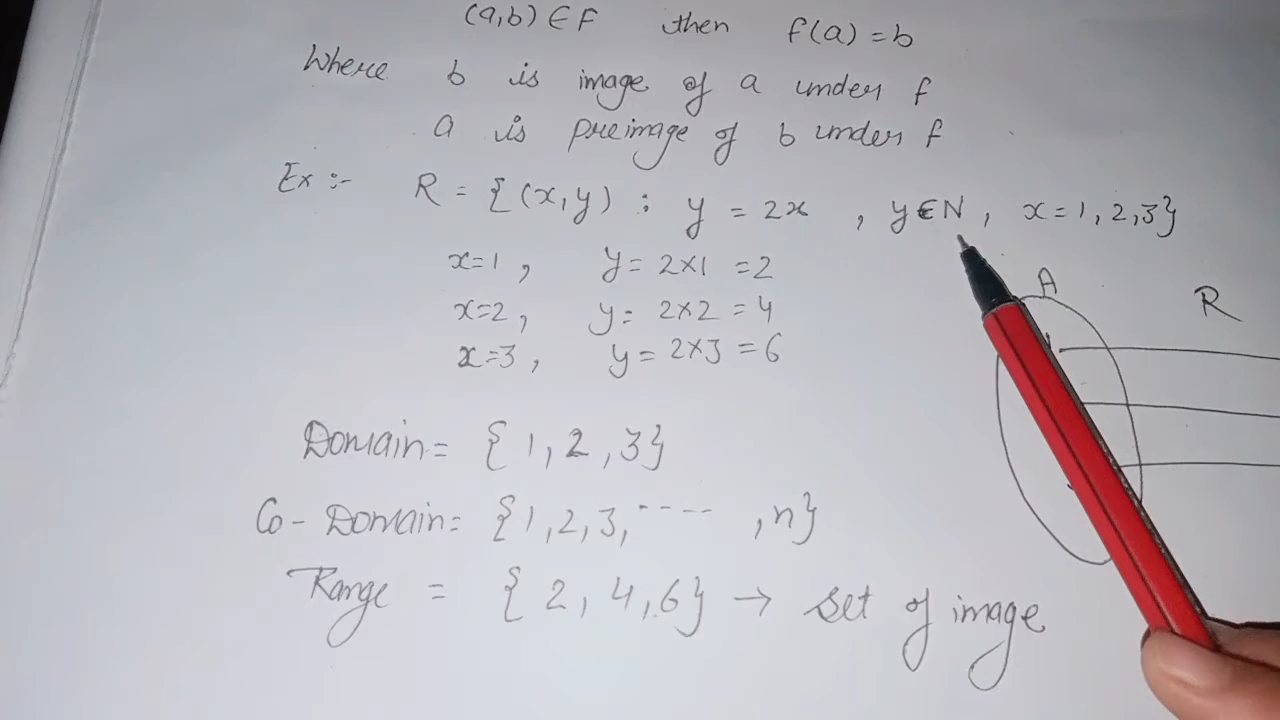 (a,b) ∈ F then f(a) = b
Where b is image of a under f
a is preimage of b under f
Ex :- R = {(x,y) : y = 2x , y∈N , x=1,2,3}
x=1 , y= 2×1 =2
x=2 , y= 2×2 = 4
x=3 , y= 2×3 = 6
A
R
Domain = {1,2,3}
Co-Domain = {1,2,3, ---- ,n}
Range = {2,4,6} → set of image